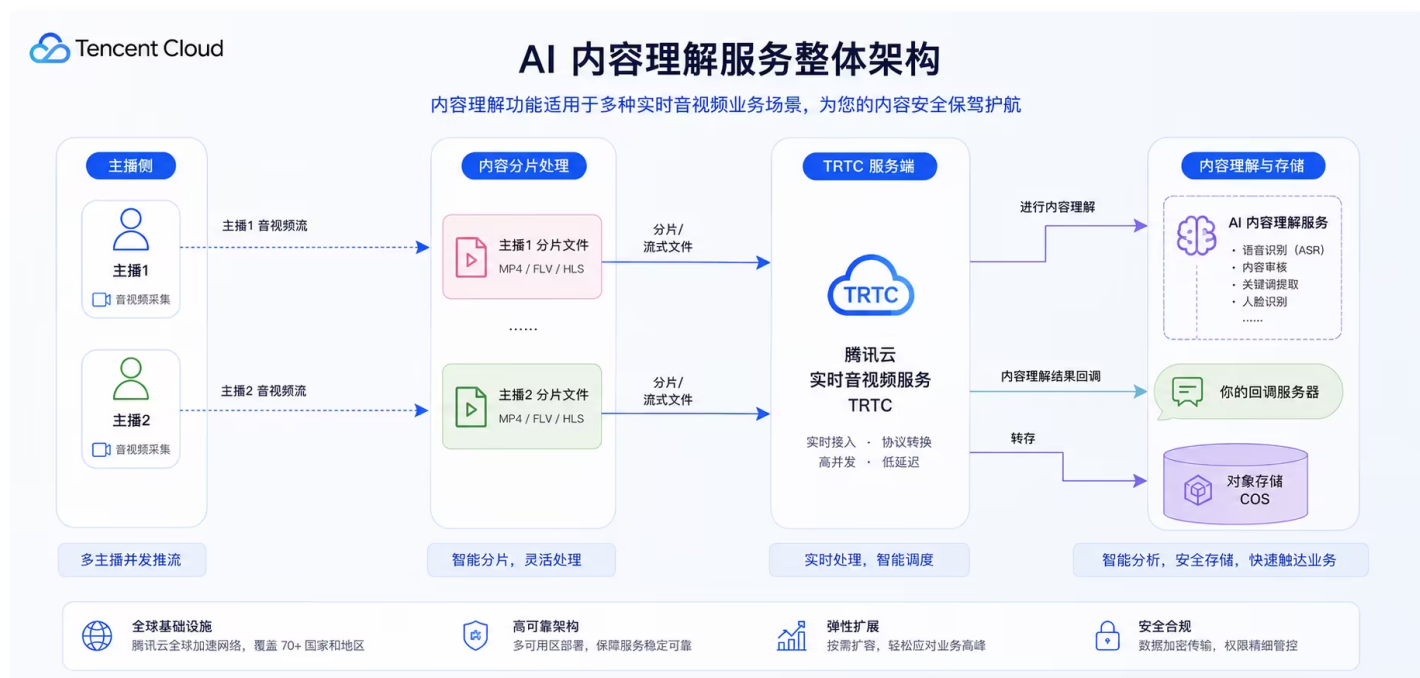 Tencent Cloud
AI 内容理解服务整体架构
内容理解功能适用于多种实时音视频业务场景，为您的内容安全保驾护航
主播侧
主播1
音视频采集
主播2
音视频采集
多主播并发推流
主播1 音视频流
主播2 音视频流
内容分片处理
主播1 分片文件
MP4 / FLV / HLS
......
主播2 分片文件
MP4 / FLV / HLS
智能分片，灵活处理
分片/
流式文件
分片/
流式文件
TRTC 服务端
TRTC
腾讯云
实时音视频服务
TRTC
实时接入 · 协议转换
高并发 · 低延迟
实时处理，智能调度
进行内容理解
内容理解结果回调
转存
内容理解与存储
AI 内容理解服务
· 语音识别（ASR）
· 内容审核
· 关键调提取
· 人脸识别
......
你的回调服务器
对象存储
COS
智能分析，安全存储，快速触达业务
全球基础设施
腾讯云全球加速网络，覆盖 70+ 国家和地区
高可靠架构
多可用区部署，保障服务稳定可靠
弹性扩展
按需扩容，轻松应对业务高峰
安全合规
数据加密传输，权限精细管控